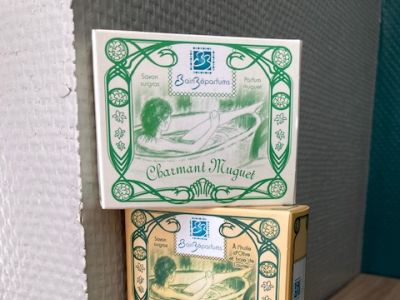 Savon
surgras
Bain&Parfums
Parfum
muguet
Charmant Muguet
Savon
surgras
Bain&Parfums
A l'huile
d'Olive